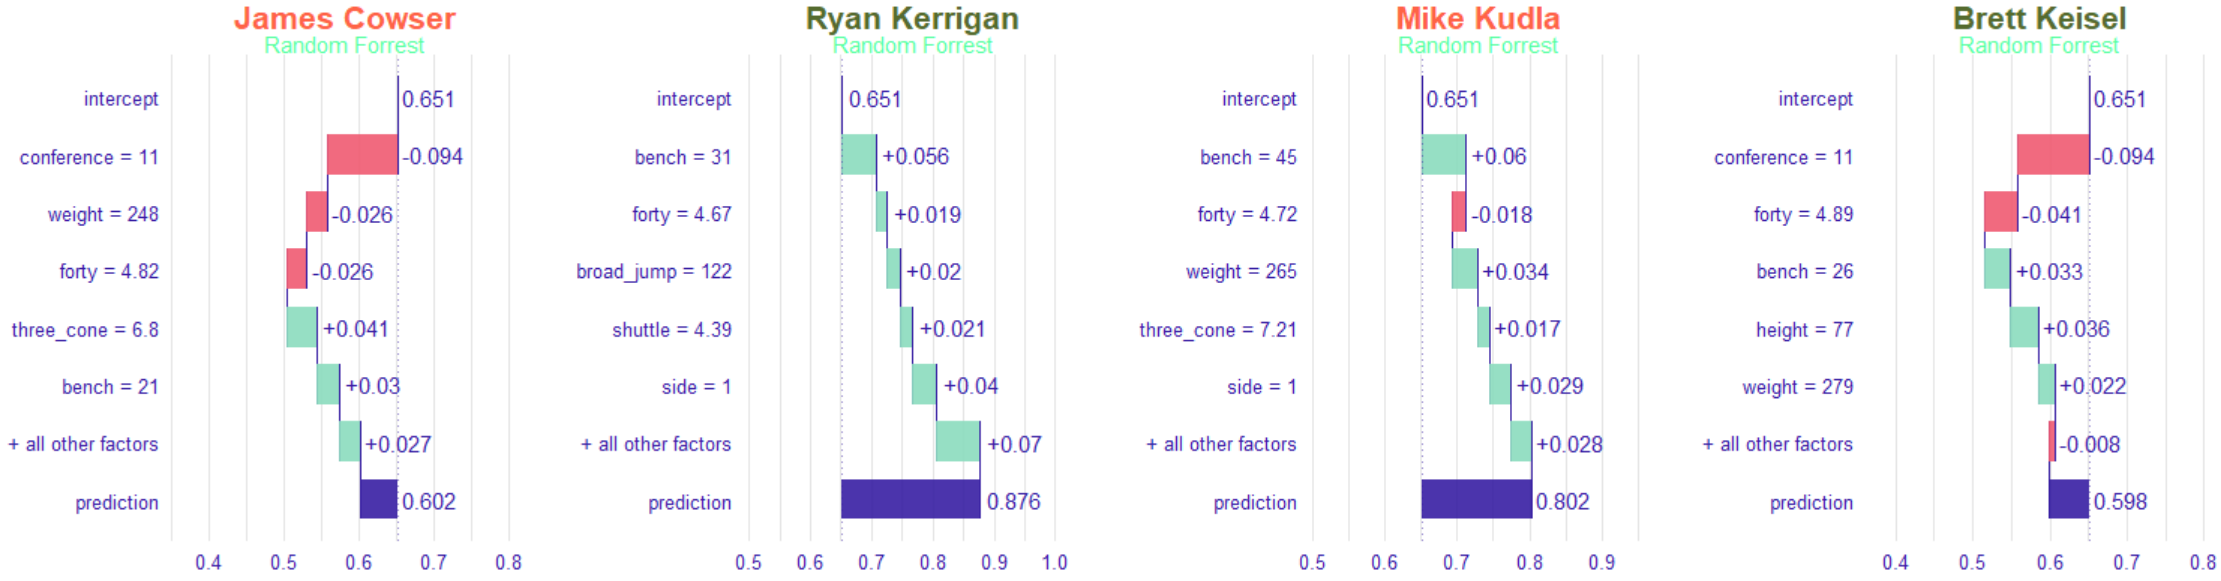 James Cowser
Random Forrest
intercept 0.651
conference = 11 -0.094
weight = 248 -0.026
forty = 4.82 -0.026
three_cone = 6.8 +0.041
bench = 21 +0.03
+ all other factors +0.027
prediction 0.602
0.4 0.5 0.6 0.7 0.8
Ryan Kerrigan
Random Forrest
intercept 0.651
bench = 31 +0.056
forty = 4.67 +0.019
broad_jump = 122 +0.02
shuttle = 4.39 +0.021
side = 1 +0.04
+ all other factors +0.07
prediction 0.876
0.5 0.6 0.7 0.8 0.9 1.0
Mike Kudla
Random Forrest
intercept 0.651
bench = 45 +0.06
forty = 4.72 -0.018
weight = 265 +0.034
three_cone = 7.21 +0.017
side = 1 +0.029
+ all other factors +0.028
prediction 0.802
0.5 0.6 0.7 0.8 0.9
Brett Keisel
Random Forrest
intercept 0.651
conference = 11 -0.094
forty = 4.89 -0.041
bench = 26 +0.033
height = 77 +0.036
weight = 279 +0.022
+ all other factors -0.008
prediction 0.598
0.4 0.5 0.6 0.7 0.8